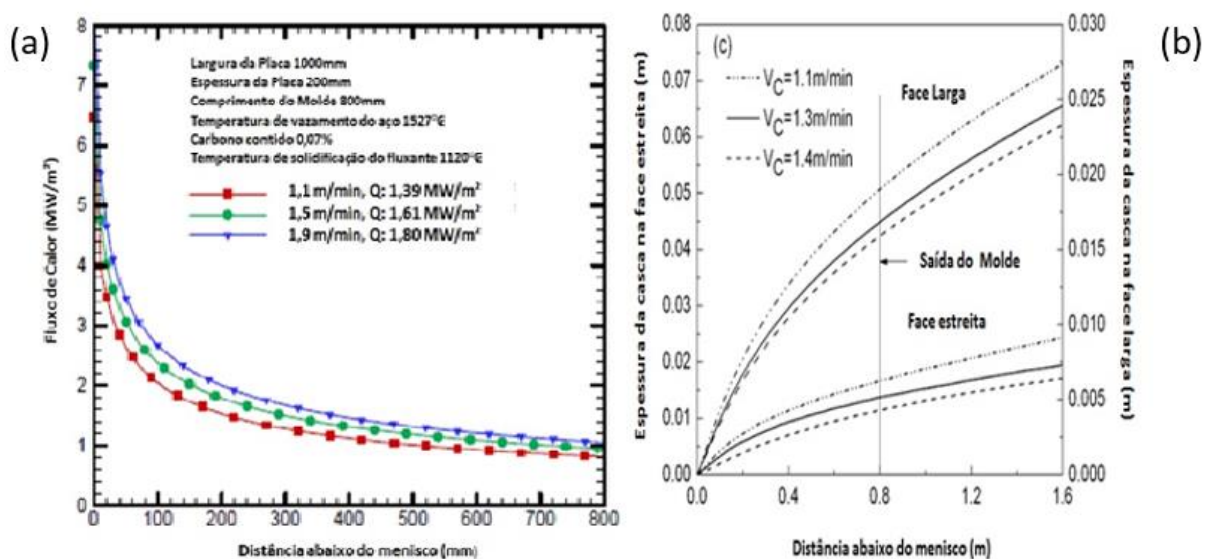 (a)
8
7
6
5
4
3
2
1
0
Fluxo de Calor (MW/m²)
Largura da Placa 1000mm
Espessura da Placa 200mm
Comprimento do Molde 800mm
Temperatura de vazamento do aço 1527°C
Carbono contido 0,07%
Temperatura de solidificação do fluxante 1120°C
1,1 m/min, Q: 1,39 MW/m²
1,5 m/min, Q: 1,61 MW/m²
1,9 m/min, Q: 1,80 MW/m²
0 100 200 300 400 500 600 700 800
Distância abaixo do menisco (mm)
(b)
Espessura da casca na face estreita (m)
0.08
0.07
0.06
0.05
0.04
0.03
0.02
0.01
0.00
(c)
V_C=1.1m/min
V_C=1.3m/min
V_C=1.4m/min
Face Larga
Saída do Molde
Face estreita
0.030
0.025
0.020
0.015
0.010
0.005
0.000
Espessura da casca na face larga (m)
0.0 0.4 0.8 1.2 1.6
Distância abaixo do menisco (m)